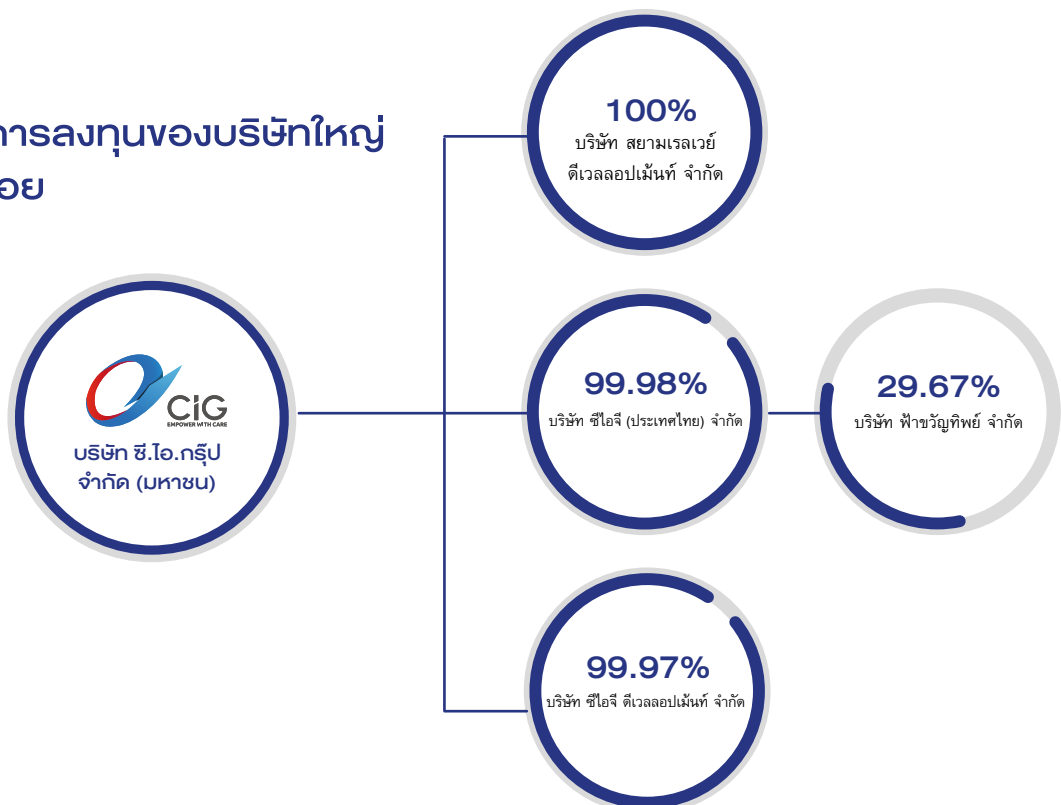 การลงทุนของบริษัทใหญ่
100%
บริษัท สยามเรลเวย์
ดีเวลลอปเม้นท์ จำกัด
CiG
EMPOWER WITH CARE
บริษัท ซี.ไอ.กรุ๊ป
จำกัด (มหาชน)
99.98%
บริษัท ซีไอจี (ประเทศไทย) จำกัด
29.67%
บริษัท ฟ้าขวัญทิพย์ จำกัด
99.97%
บริษัท ซีไอจี ดีเวลลอปเม้นท์ จำกัด